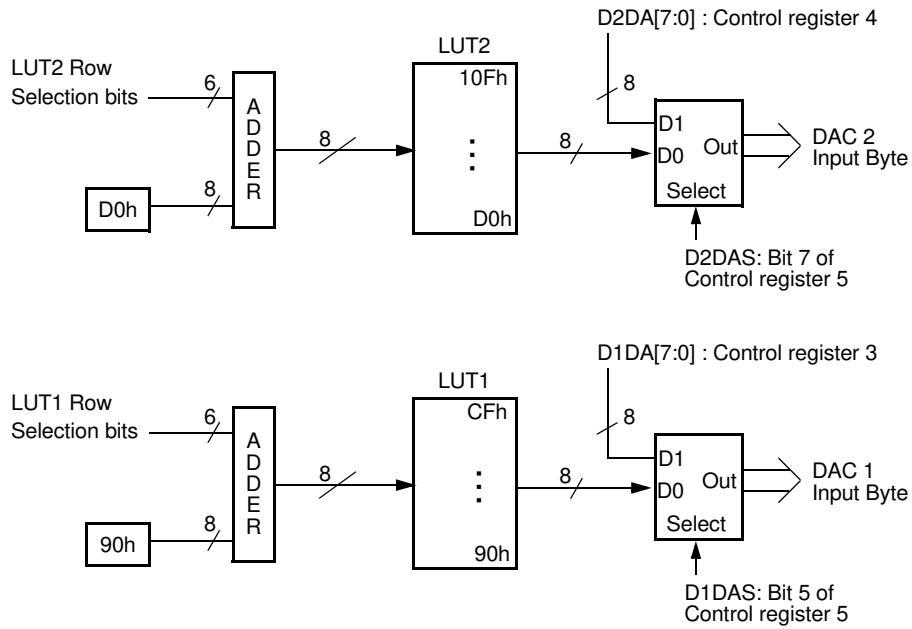 D2DA[7:0] : Control register 4
LUT2
LUT2 Row
Selection bits
6
A
D
D
E
R
8
10Fh
D0h
8
8
D1
D0
Out
Select
DAC 2
Input Byte
8
D0h
D2DAS: Bit 7 of
Control register 5
D1DA[7:0] : Control register 3
LUT1
LUT1 Row
Selection bits
6
A
D
D
E
R
8
CFh
90h
8
8
D1
D0
Out
Select
DAC 1
Input Byte
8
90h
D1DAS: Bit 5 of
Control register 5